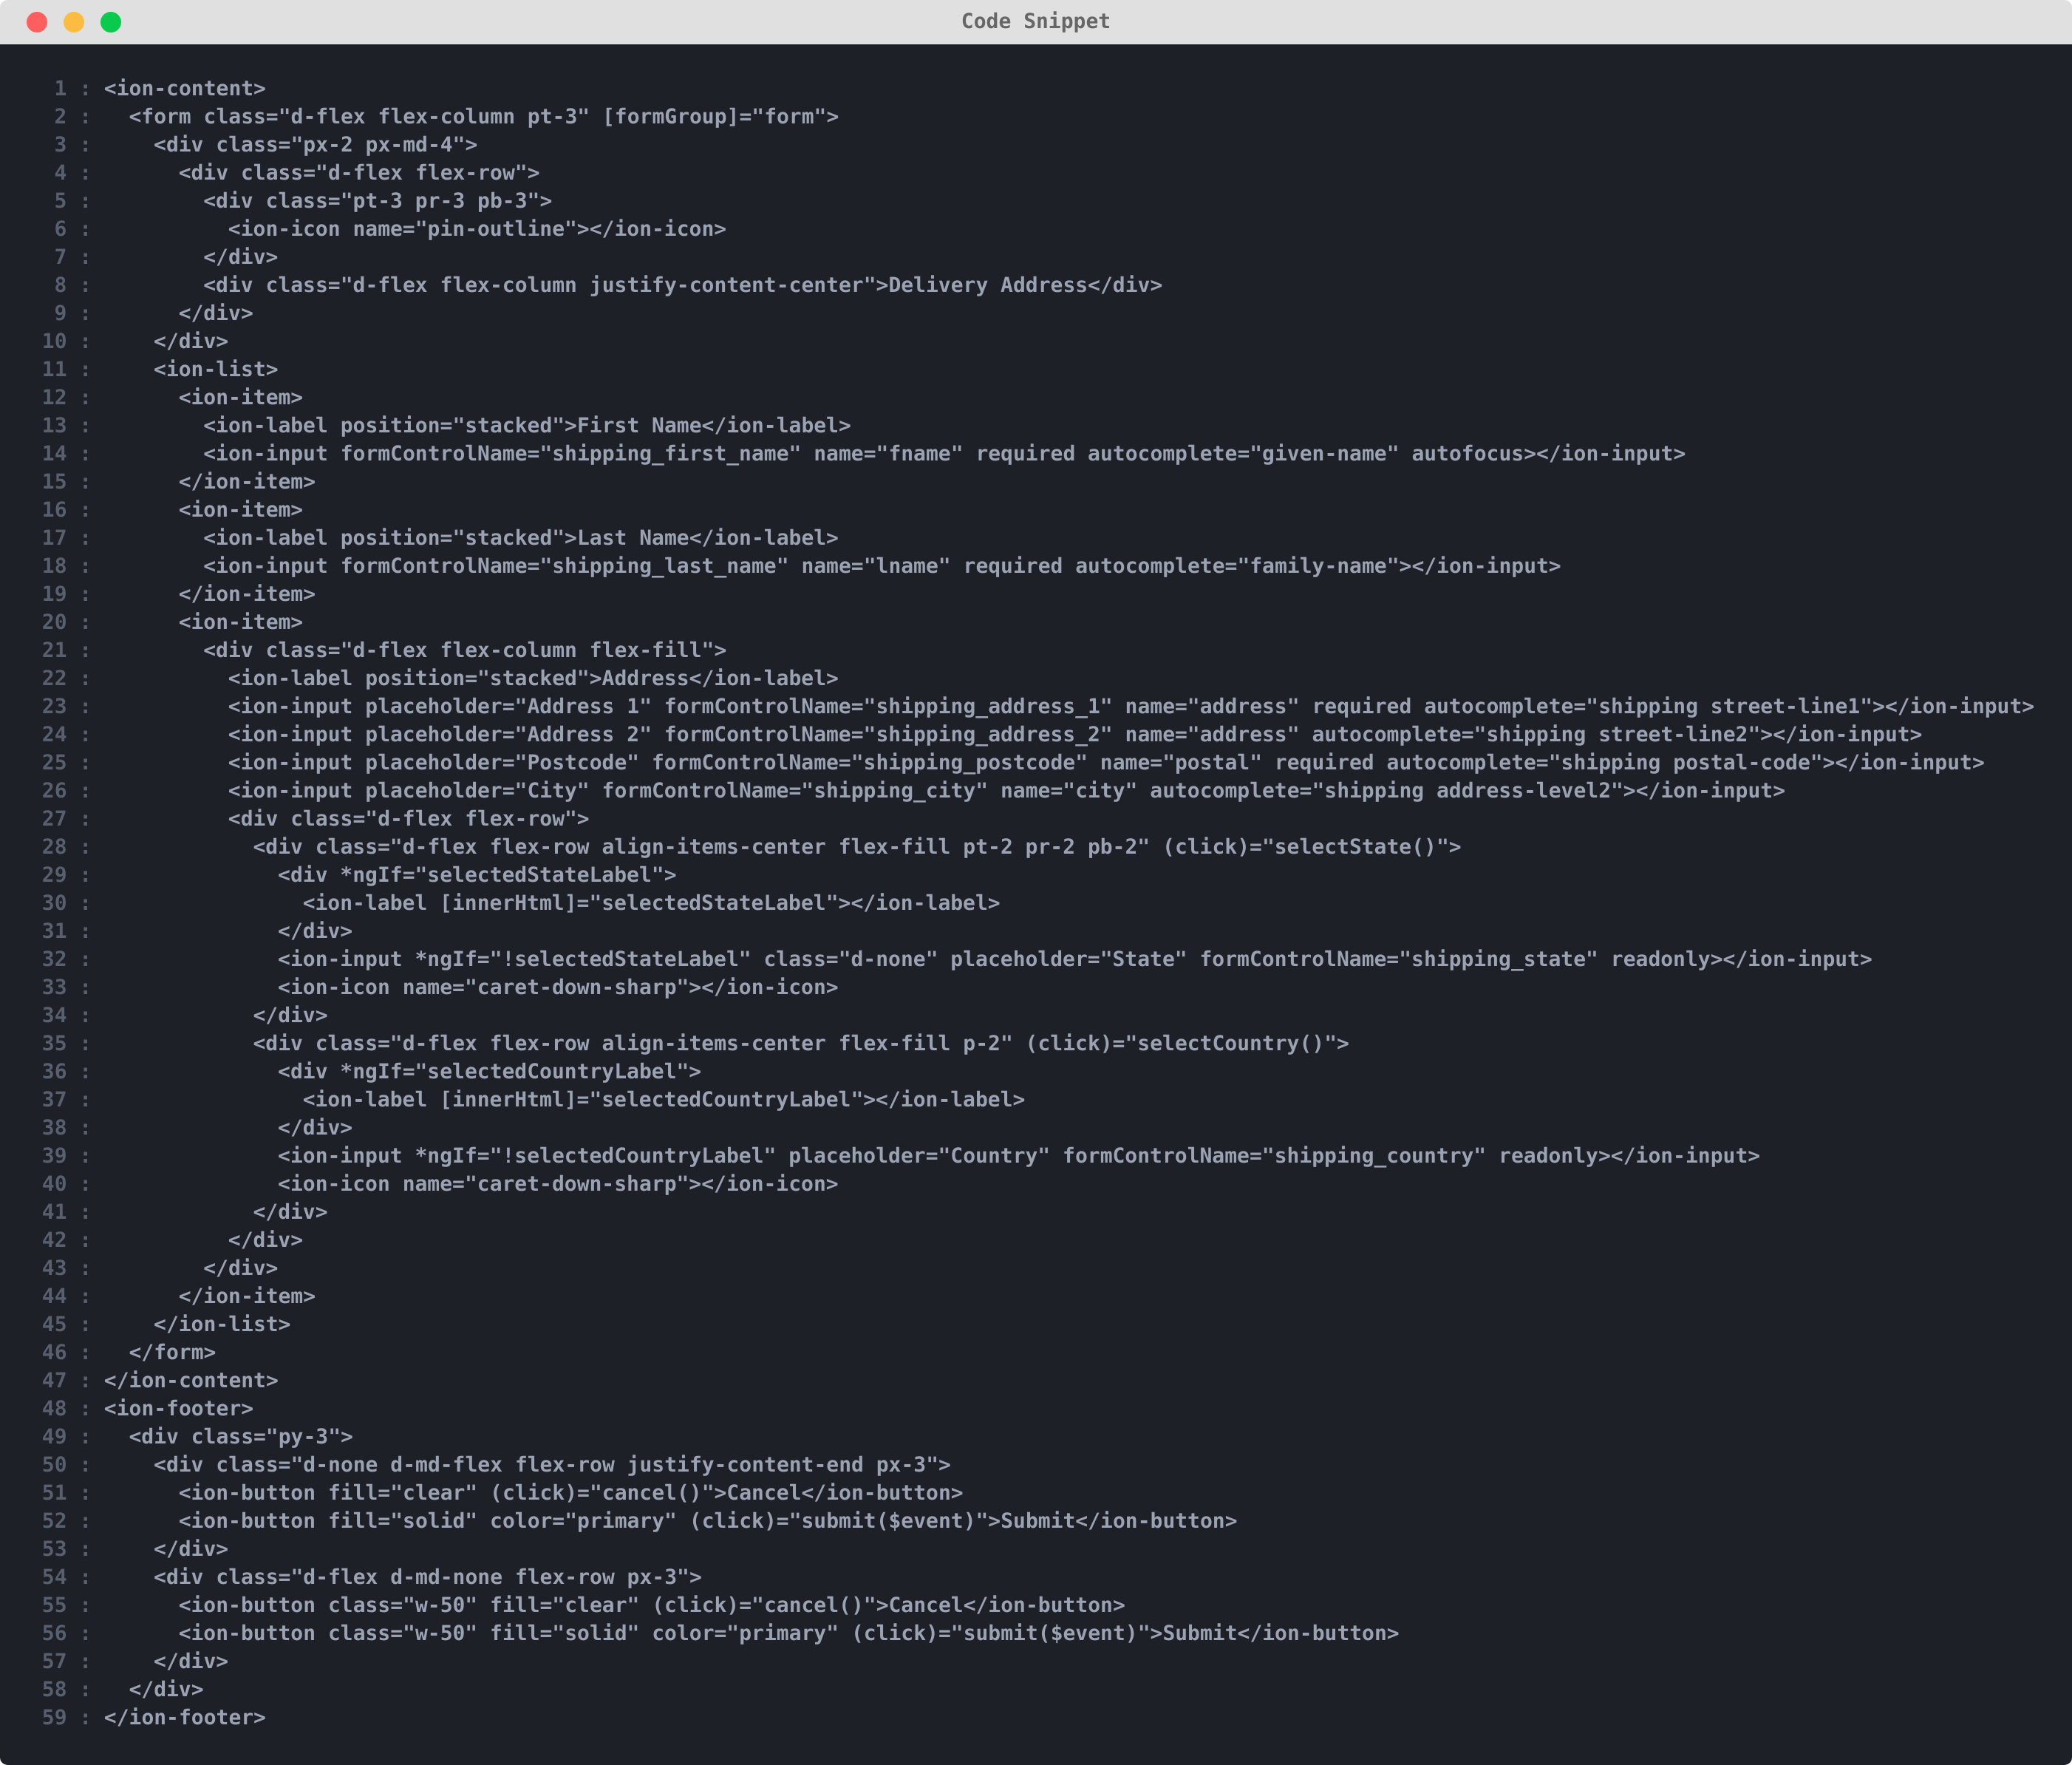 Code Snippet
1 : <ion-content>
2 :   <form class="d-flex flex-column pt-3" [formGroup]="form">
3 :     <div class="px-2 px-md-4">
4 :       <div class="d-flex flex-row">
5 :         <div class="pt-3 pr-3 pb-3">
6 :           <ion-icon name="pin-outline"></ion-icon>
7 :         </div>
8 :         <div class="d-flex flex-column justify-content-center">Delivery Address</div>
9 :       </div>
10 :     </div>
11 :     <ion-list>
12 :       <ion-item>
13 :         <ion-label position="stacked">First Name</ion-label>
14 :         <ion-input formControlName="shipping_first_name" name="fname" required autocomplete="given-name" autofocus></ion-input>
15 :       </ion-item>
16 :       <ion-item>
17 :         <ion-label position="stacked">Last Name</ion-label>
18 :         <ion-input formControlName="shipping_last_name" name="lname" required autocomplete="family-name"></ion-input>
19 :       </ion-item>
20 :       <ion-item>
21 :         <div class="d-flex flex-column flex-fill">
22 :           <ion-label position="stacked">Address</ion-label>
23 :           <ion-input placeholder="Address 1" formControlName="shipping_address_1" name="address" required autocomplete="shipping street-line1"></ion-input>
24 :           <ion-input placeholder="Address 2" formControlName="shipping_address_2" name="address" autocomplete="shipping street-line2"></ion-input>
25 :           <ion-input placeholder="Postcode" formControlName="shipping_postcode" name="postal" required autocomplete="shipping postal-code"></ion-input>
26 :           <ion-input placeholder="City" formControlName="shipping_city" name="city" autocomplete="shipping address-level2"></ion-input>
27 :           <div class="d-flex flex-row">
28 :             <div class="d-flex flex-row align-items-center flex-fill pt-2 pr-2 pb-2" (click)="selectState()">
29 :               <div *ngIf="selectedStateLabel">
30 :                 <ion-label [innerHtml]="selectedStateLabel"></ion-label>
31 :               </div>
32 :               <ion-input *ngIf="!selectedStateLabel" class="d-none" placeholder="State" formControlName="shipping_state" readonly></ion-input>
33 :               <ion-icon name="caret-down-sharp"></ion-icon>
34 :             </div>
35 :             <div class="d-flex flex-row align-items-center flex-fill p-2" (click)="selectCountry()">
36 :               <div *ngIf="selectedCountryLabel">
37 :                 <ion-label [innerHtml]="selectedCountryLabel"></ion-label>
38 :               </div>
39 :               <ion-input *ngIf="!selectedCountryLabel" placeholder="Country" formControlName="shipping_country" readonly></ion-input>
40 :               <ion-icon name="caret-down-sharp"></ion-icon>
41 :             </div>
42 :           </div>
43 :         </div>
44 :       </ion-item>
45 :     </ion-list>
46 :   </form>
47 : </ion-content>
48 : <ion-footer>
49 :   <div class="py-3">
50 :     <div class="d-none d-md-flex flex-row justify-content-end px-3">
51 :       <ion-button fill="clear" (click)="cancel()">Cancel</ion-button>
52 :       <ion-button fill="solid" color="primary" (click)="submit($event)">Submit</ion-button>
53 :     </div>
54 :     <div class="d-flex d-md-none flex-row px-3">
55 :       <ion-button class="w-50" fill="clear" (click)="cancel()">Cancel</ion-button>
56 :       <ion-button class="w-50" fill="solid" color="primary" (click)="submit($event)">Submit</ion-button>
57 :     </div>
58 :   </div>
59 : </ion-footer>